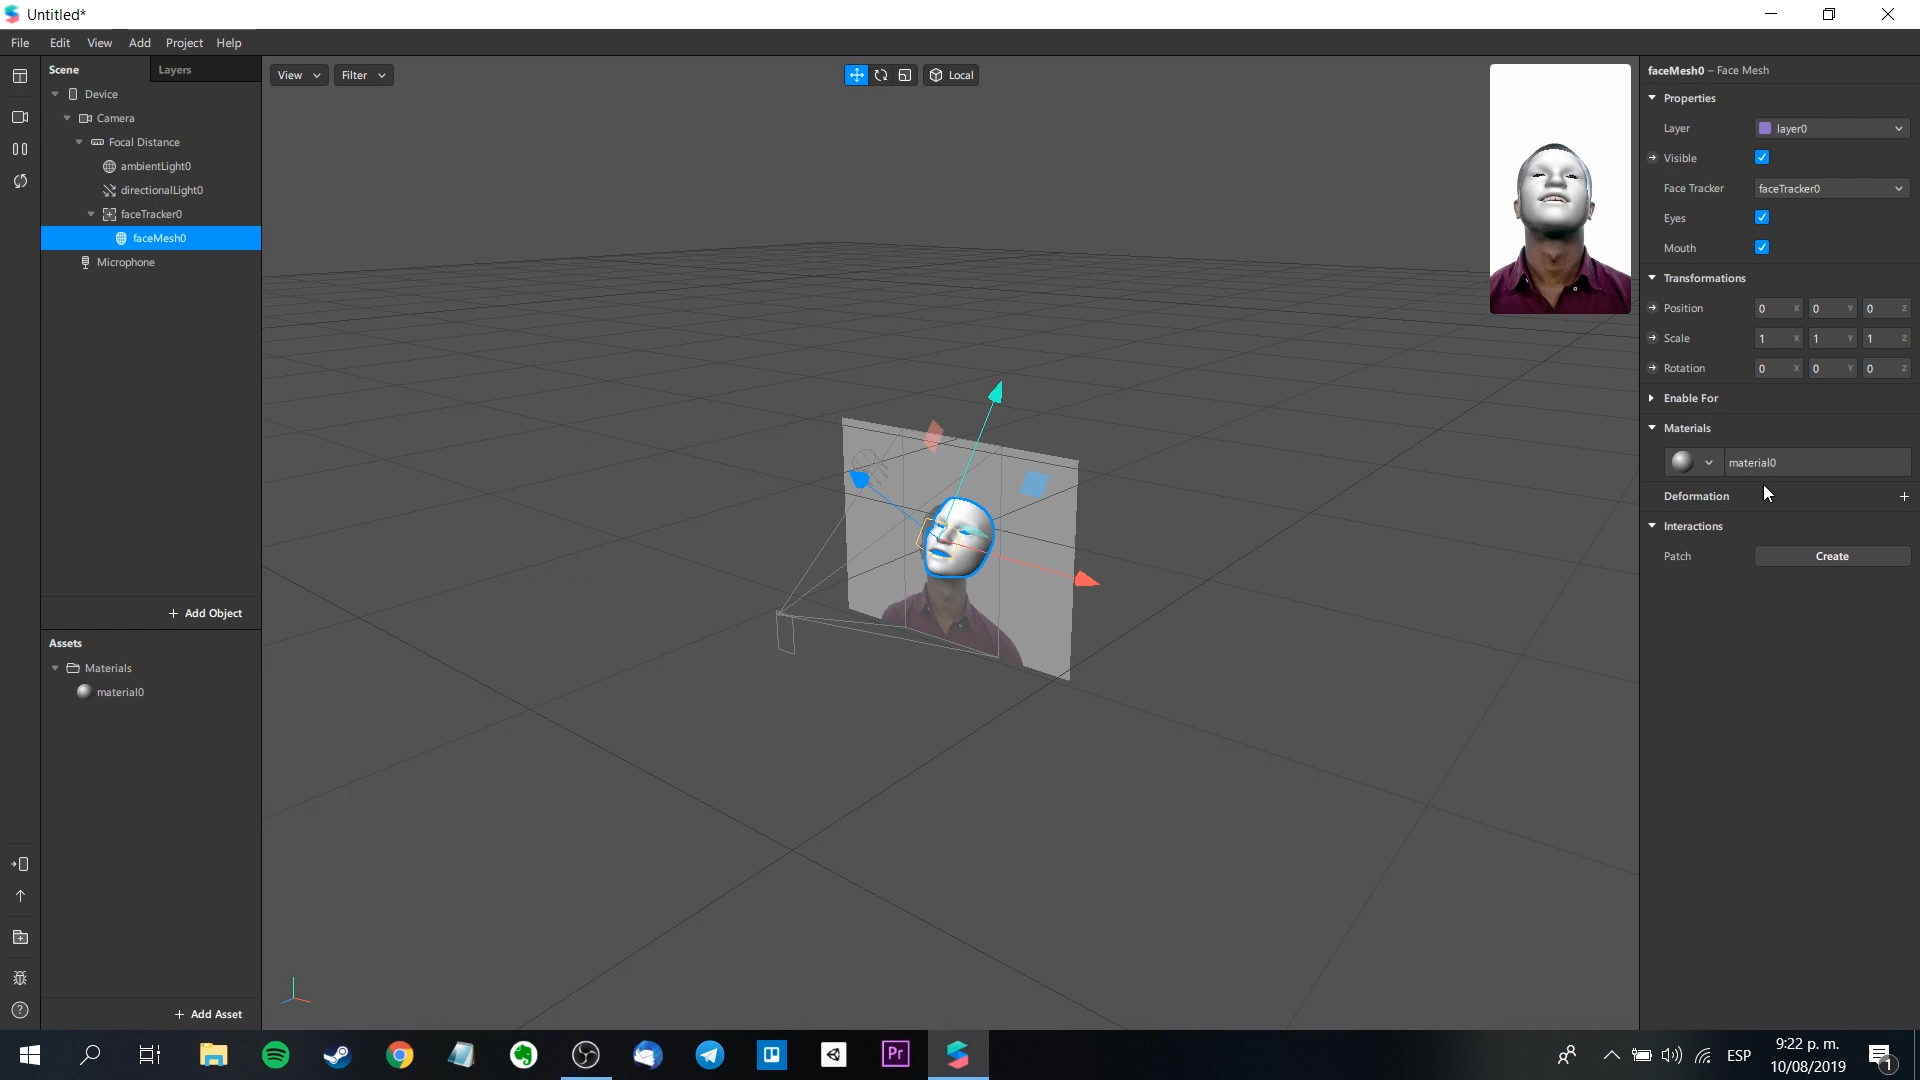 Untitled*
File Edit View Add Project Help
Scene Layers
Device
Camera
Focal Distance
ambientLight0
directionalLight0
faceTracker0
faceMesh0
Microphone
+ Add Object
Assets
Materials
material0
+ Add Asset
View Filter
Local
faceMesh0 – Face Mesh
Properties
Layer layer0
Visible
Face Tracker faceTracker0
Eyes
Mouth
Transformations
Position 0 X 0 Y 0 Z
Scale 1 X 1 Y 1 Z
Rotation 0 X 0 Y 0 Z
Enable For
Materials
material0
Deformation +
Interactions
Patch Create
Pr
ESP
9:22 p. m.
10/08/2019
1